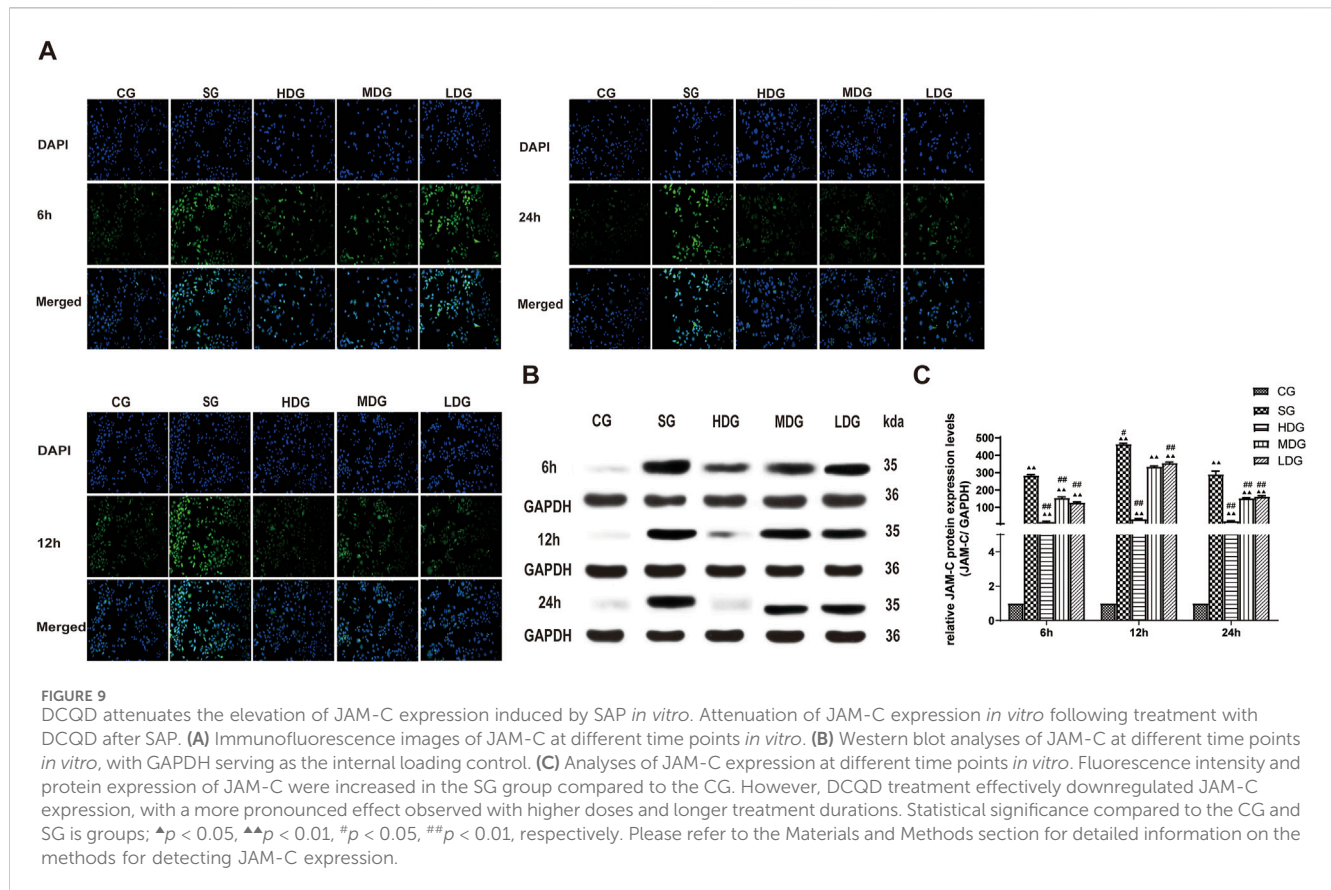 A
CG SG HDG MDG LDG
DAPI
6h
Merged
CG SG HDG MDG LDG
DAPI
24h
Merged
CG SG HDG MDG LDG
DAPI
12h
Merged
B
CG SG HDG MDG LDG kda
6h 35
GAPDH 36
12h 35
GAPDH 36
24h 35
GAPDH 36
C
CG
SG
HDG
MDG
LDG
relative JAM-C protein expression levels
(JAM-C/ GAPDH)
500
400
300
200
100
4
2
0
▲▲ ## ▲▲ ## ▲▲ ## ▲▲
# ▲▲ ## ▲▲ ▲▲ ## ▲▲
▲▲ ## ▲▲ ## ▲▲ ## ▲▲
6h 12h 24h
FIGURE 9
DCQD attenuates the elevation of JAM-C expression induced by SAP in vitro. Attenuation of JAM-C expression in vitro following treatment with
DCQD after SAP. (A) Immunofluorescence images of JAM-C at different time points in vitro. (B) Western blot analyses of JAM-C at different time points
in vitro, with GAPDH serving as the internal loading control. (C) Analyses of JAM-C expression at different time points in vitro. Fluorescence intensity and
protein expression of JAM-C were increased in the SG group compared to the CG. However, DCQD treatment effectively downregulated JAM-C
expression, with a more pronounced effect observed with higher doses and longer treatment durations. Statistical significance compared to the CG and
SG is groups; ▲p < 0.05, ▲▲p < 0.01, #p < 0.05, ##p < 0.01, respectively. Please refer to the Materials and Methods section for detailed information on the
methods for detecting JAM-C expression.